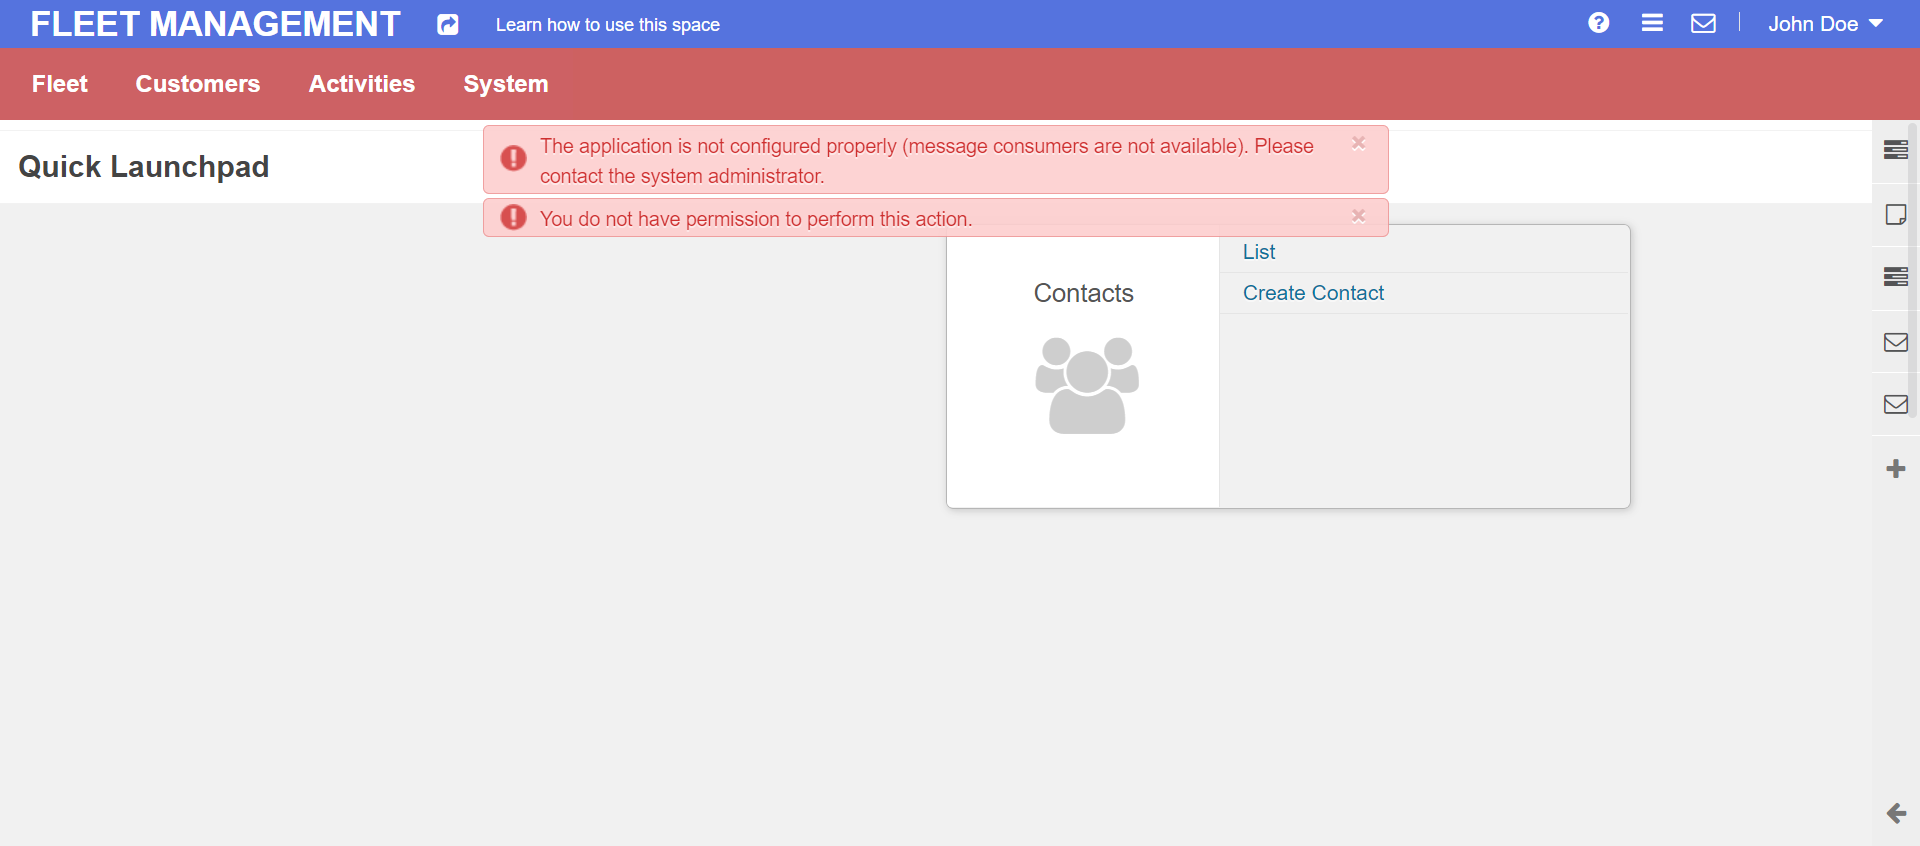 FLEET MANAGEMENT
Learn how to use this space
John Doe
Fleet
Customers
Activities
System
Quick Launchpad
The application is not configured properly (message consumers are not available). Please
contact the system administrator.
You do not have permission to perform this action.
Contacts
List
Create Contact